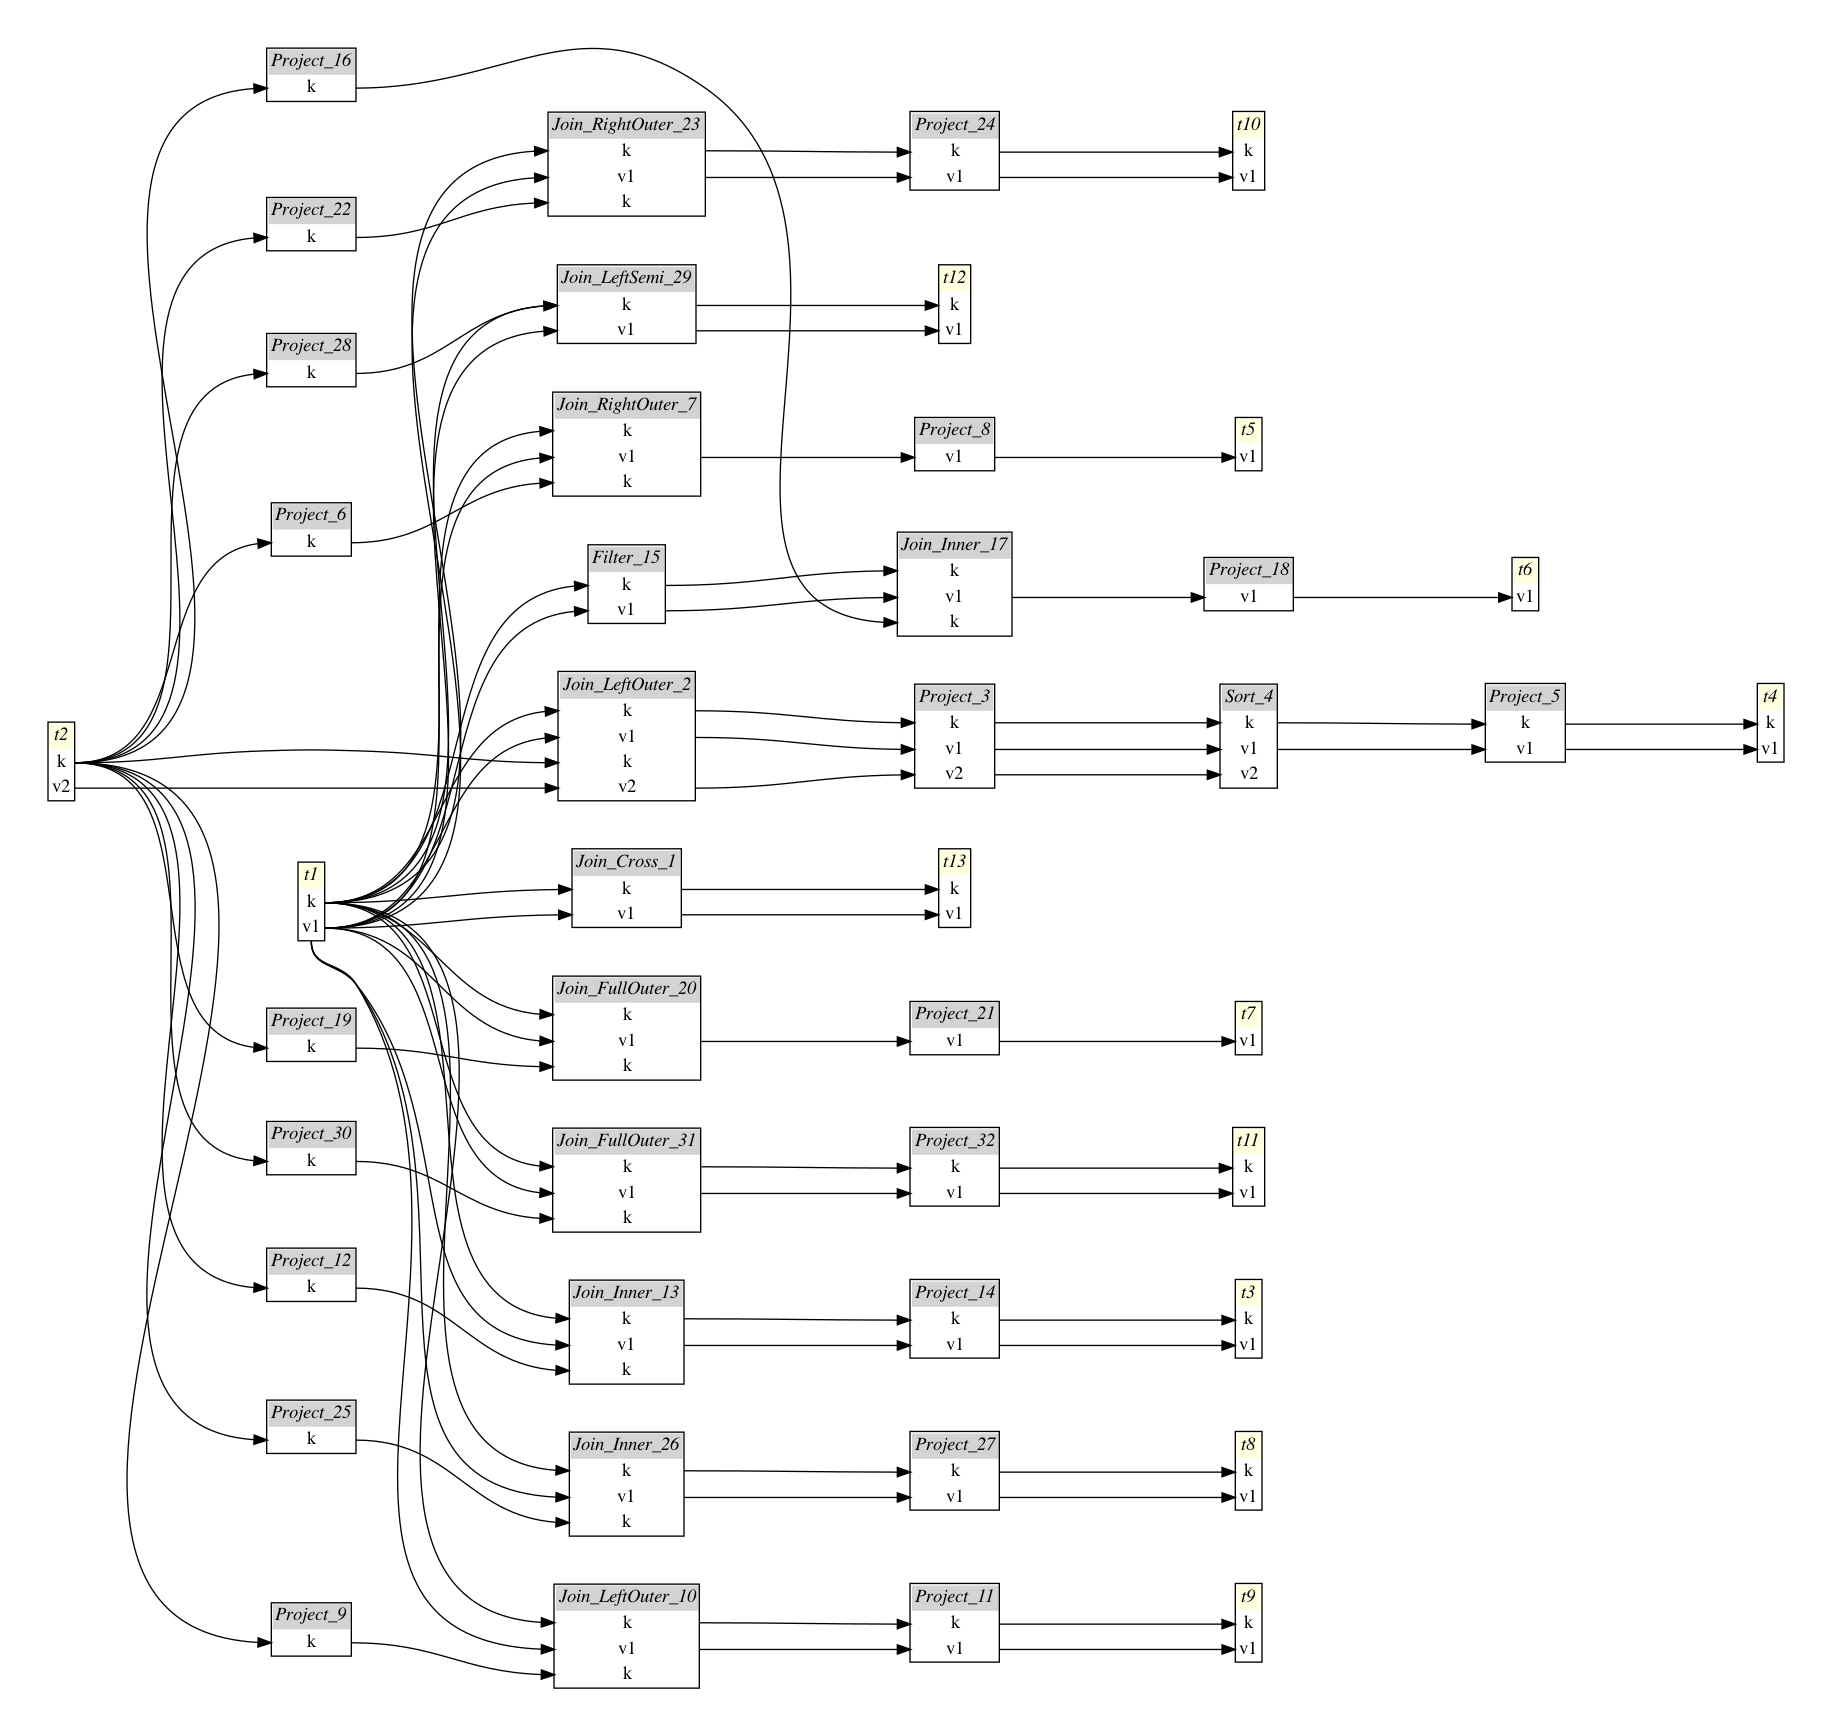 Project_16
k
Join_RightOuter_23
k
v1
k
Project_24
k
v1
t10
k
v1
Project_22
k
Join_LeftSemi_29
k
v1
t12
k
v1
Project_28
k
Join_RightOuter_7
k
v1
k
Project_8
v1
t5
v1
Project_6
k
Filter_15
k
v1
Join_Inner_17
k
v1
k
Project_18
v1
t6
v1
t2
k
v2
Join_LeftOuter_2
k
v1
k
v2
Project_3
k
v1
v2
Sort_4
k
v1
v2
Project_5
k
v1
t4
k
v1
t1
k
v1
Join_Cross_1
k
v1
t13
k
v1
Project_19
k
Join_FullOuter_20
k
v1
k
Project_21
v1
t7
v1
Project_30
k
Join_FullOuter_31
k
v1
k
Project_32
k
v1
t11
k
v1
Project_12
k
Join_Inner_13
k
v1
k
Project_14
k
v1
t3
k
v1
Project_25
k
Join_Inner_26
k
v1
k
Project_27
k
v1
t8
k
v1
Project_9
k
Join_LeftOuter_10
k
v1
k
Project_11
k
v1
t9
k
v1